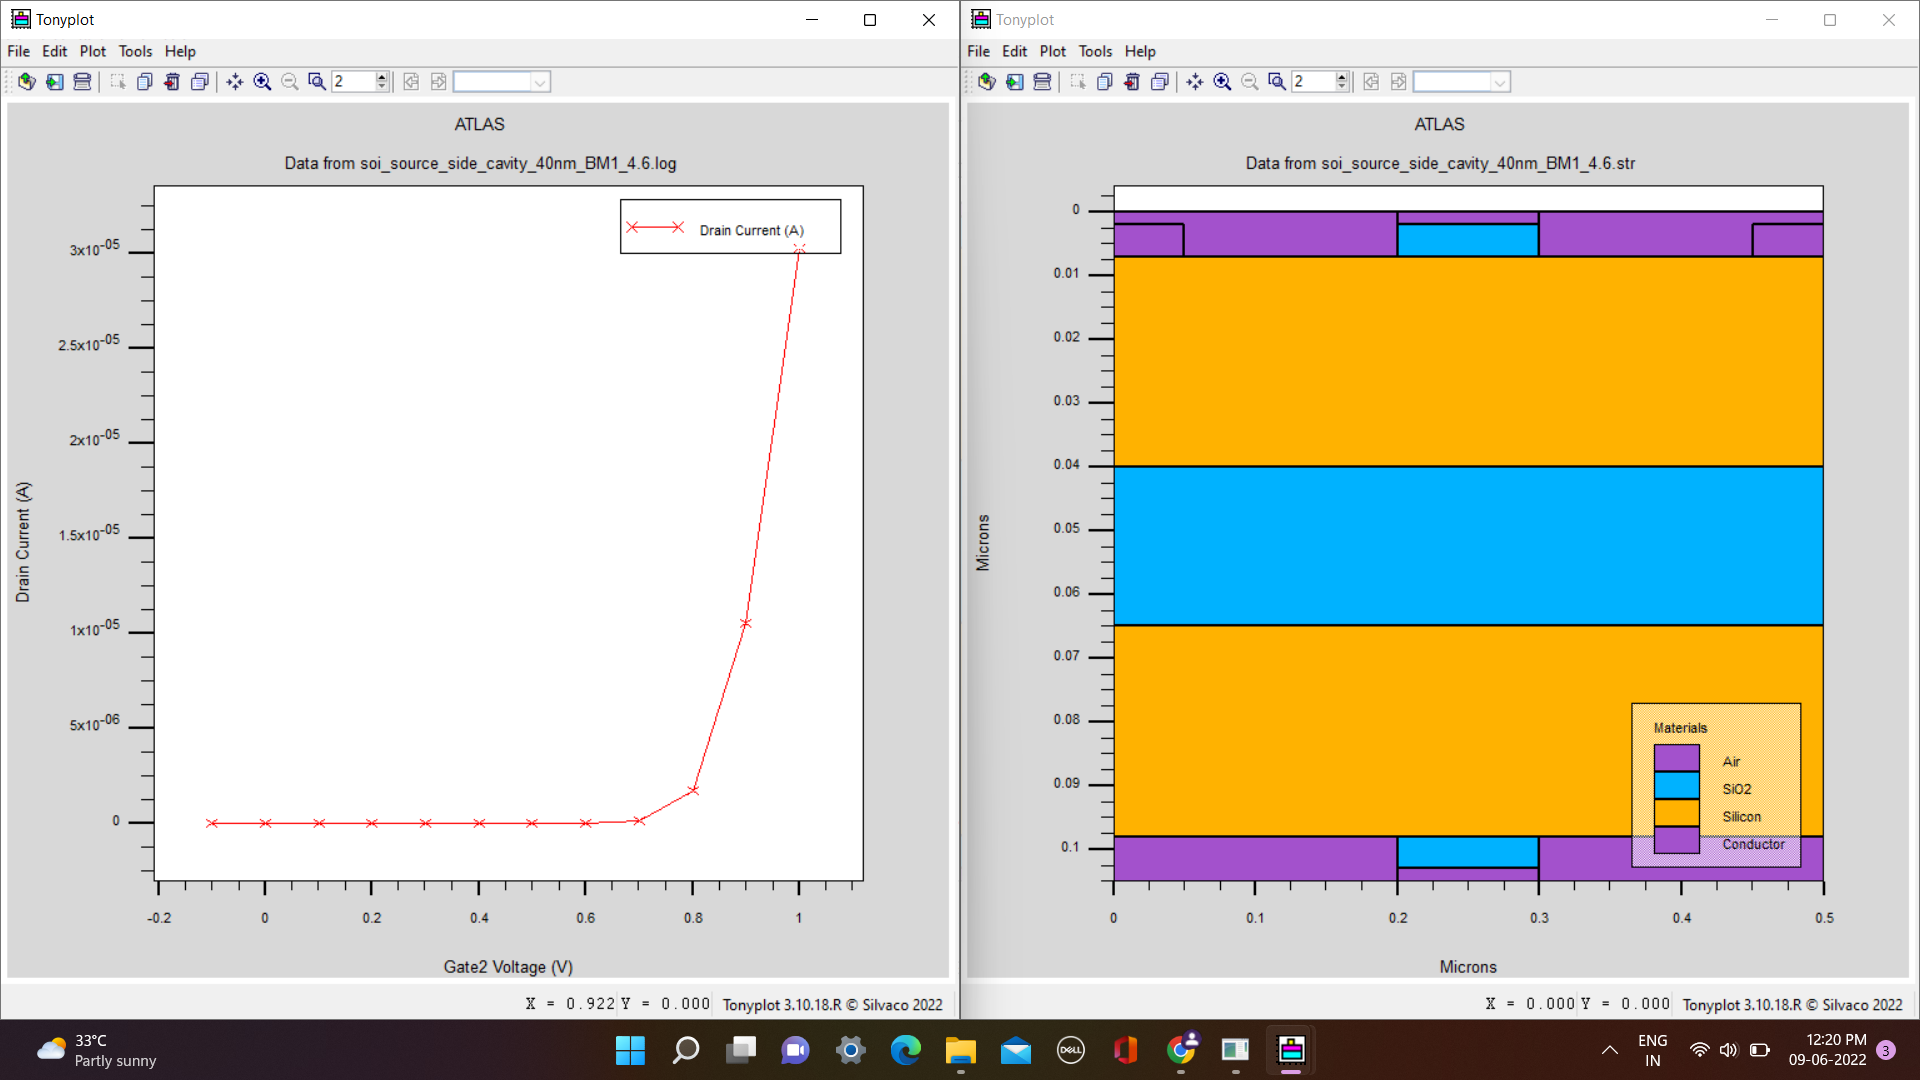 Tonyplot
File Edit Plot Tools Help
2
ATLAS
Data from soi_source_side_cavity_40nm_BM1_4.6.log
Drain Current (A)
3x10-05
2.5x10-05
2x10-05
1.5x10-05
1x10-05
5x10-06
0
Drain Current (A)
-0.2 0 0.2 0.4 0.6 0.8 1
Gate2 Voltage (V)
X = 0.922 Y = 0.000 Tonyplot 3.10.18.R © Silvaco 2022
Tonyplot
File Edit Plot Tools Help
2
ATLAS
Data from soi_source_side_cavity_40nm_BM1_4.6.str
0
0.01
0.02
0.03
0.04
0.05
0.06
0.07
0.08
0.09
0.1
Microns
Materials
Air
SiO2
Silicon
Conductor
0 0.1 0.2 0.3 0.4 0.5
Microns
X = 0.000 Y = 0.000 Tonyplot 3.10.18.R © Silvaco 2022
33°C
Partly sunny
DELL
ENG
IN
12:20 PM
09-06-2022
3